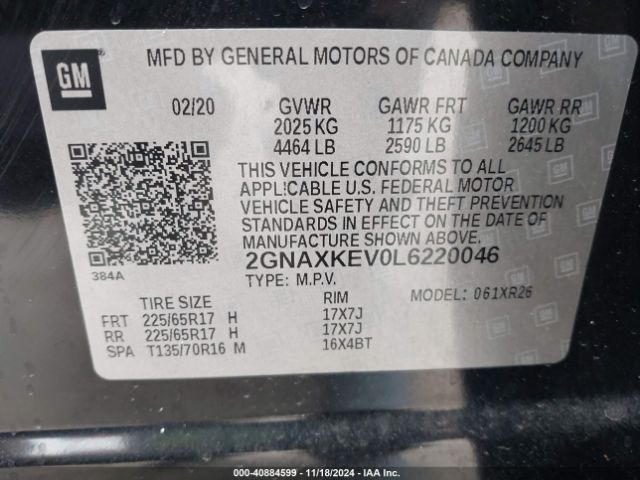 GM
MFD BY GENERAL MOTORS OF CANADA COMPANY
02/20 GVWR GAWR FRT GAWR RR
2025 KG 1175 KG 1200 KG
4464 LB 2590 LB 2645 LB
THIS VEHICLE CONFORMS TO ALL
APPLICABLE U.S. FEDERAL MOTOR
VEHICLE SAFETY AND THEFT PREVENTION
STANDARDS IN EFFECT ON THE DATE OF
MANUFACTURE SHOWN ABOVE.
384A
2GNAXKEV0L6220046
TYPE: M.P.V. MODEL: 061XR26
TIRE SIZE RIM
FRT 225/65R17 H 17X7J
RR 225/65R17 H 17X7J
SPA T135/70R16 M 16X4BT
000-40884599 | 11/18/2024 - IAA Inc.